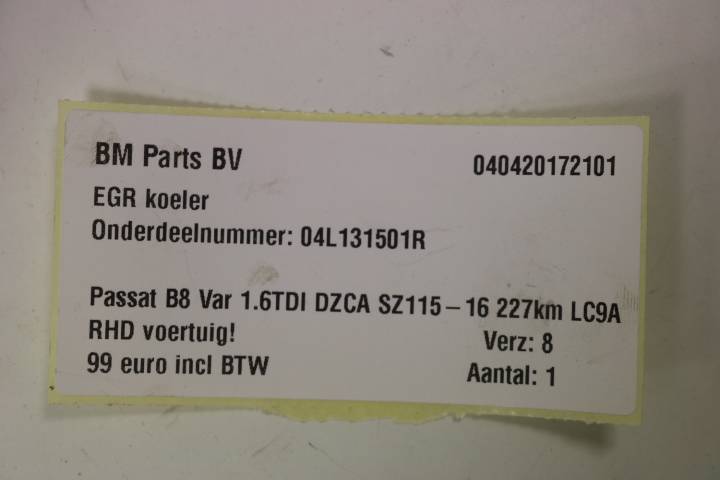 BM Parts BV 040420172101
EGR koeler
Onderdeelnummer: 04L131501R
Passat B8 Var 1.6TDI DZCA SZ115-16 227km LC9A
RHD voertuig! Verz: 8
99 euro incl BTW Aantal: 1